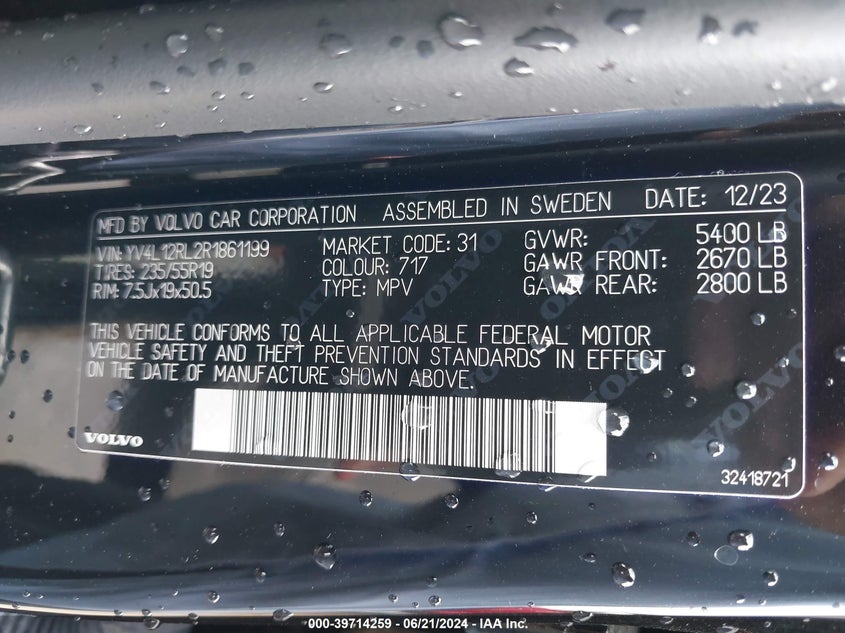 MFD BY VOLVO CAR CORPORATION ASSEMBLED IN SWEDEN DATE: 12/23
VIN: YV4L12RL2R1861199 MARKET CODE: 31 GVWR: 5400 LB
TIRES: 235/55R19 COLOUR: 717 GAWR FRONT: 2670 LB
RIM: 7.5Jx19x50.5 TYPE: MPV GAWR REAR: 2800 LB
THIS VEHICLE CONFORMS TO ALL APPLICABLE FEDERAL MOTOR
VEHICLE SAFETY AND THEFT PREVENTION STANDARDS IN EFFECT
ON THE DATE OF MANUFACTURE SHOWN ABOVE.
VOLVO
32418721
000-39714259 - 06/21/2024 - IAA Inc.